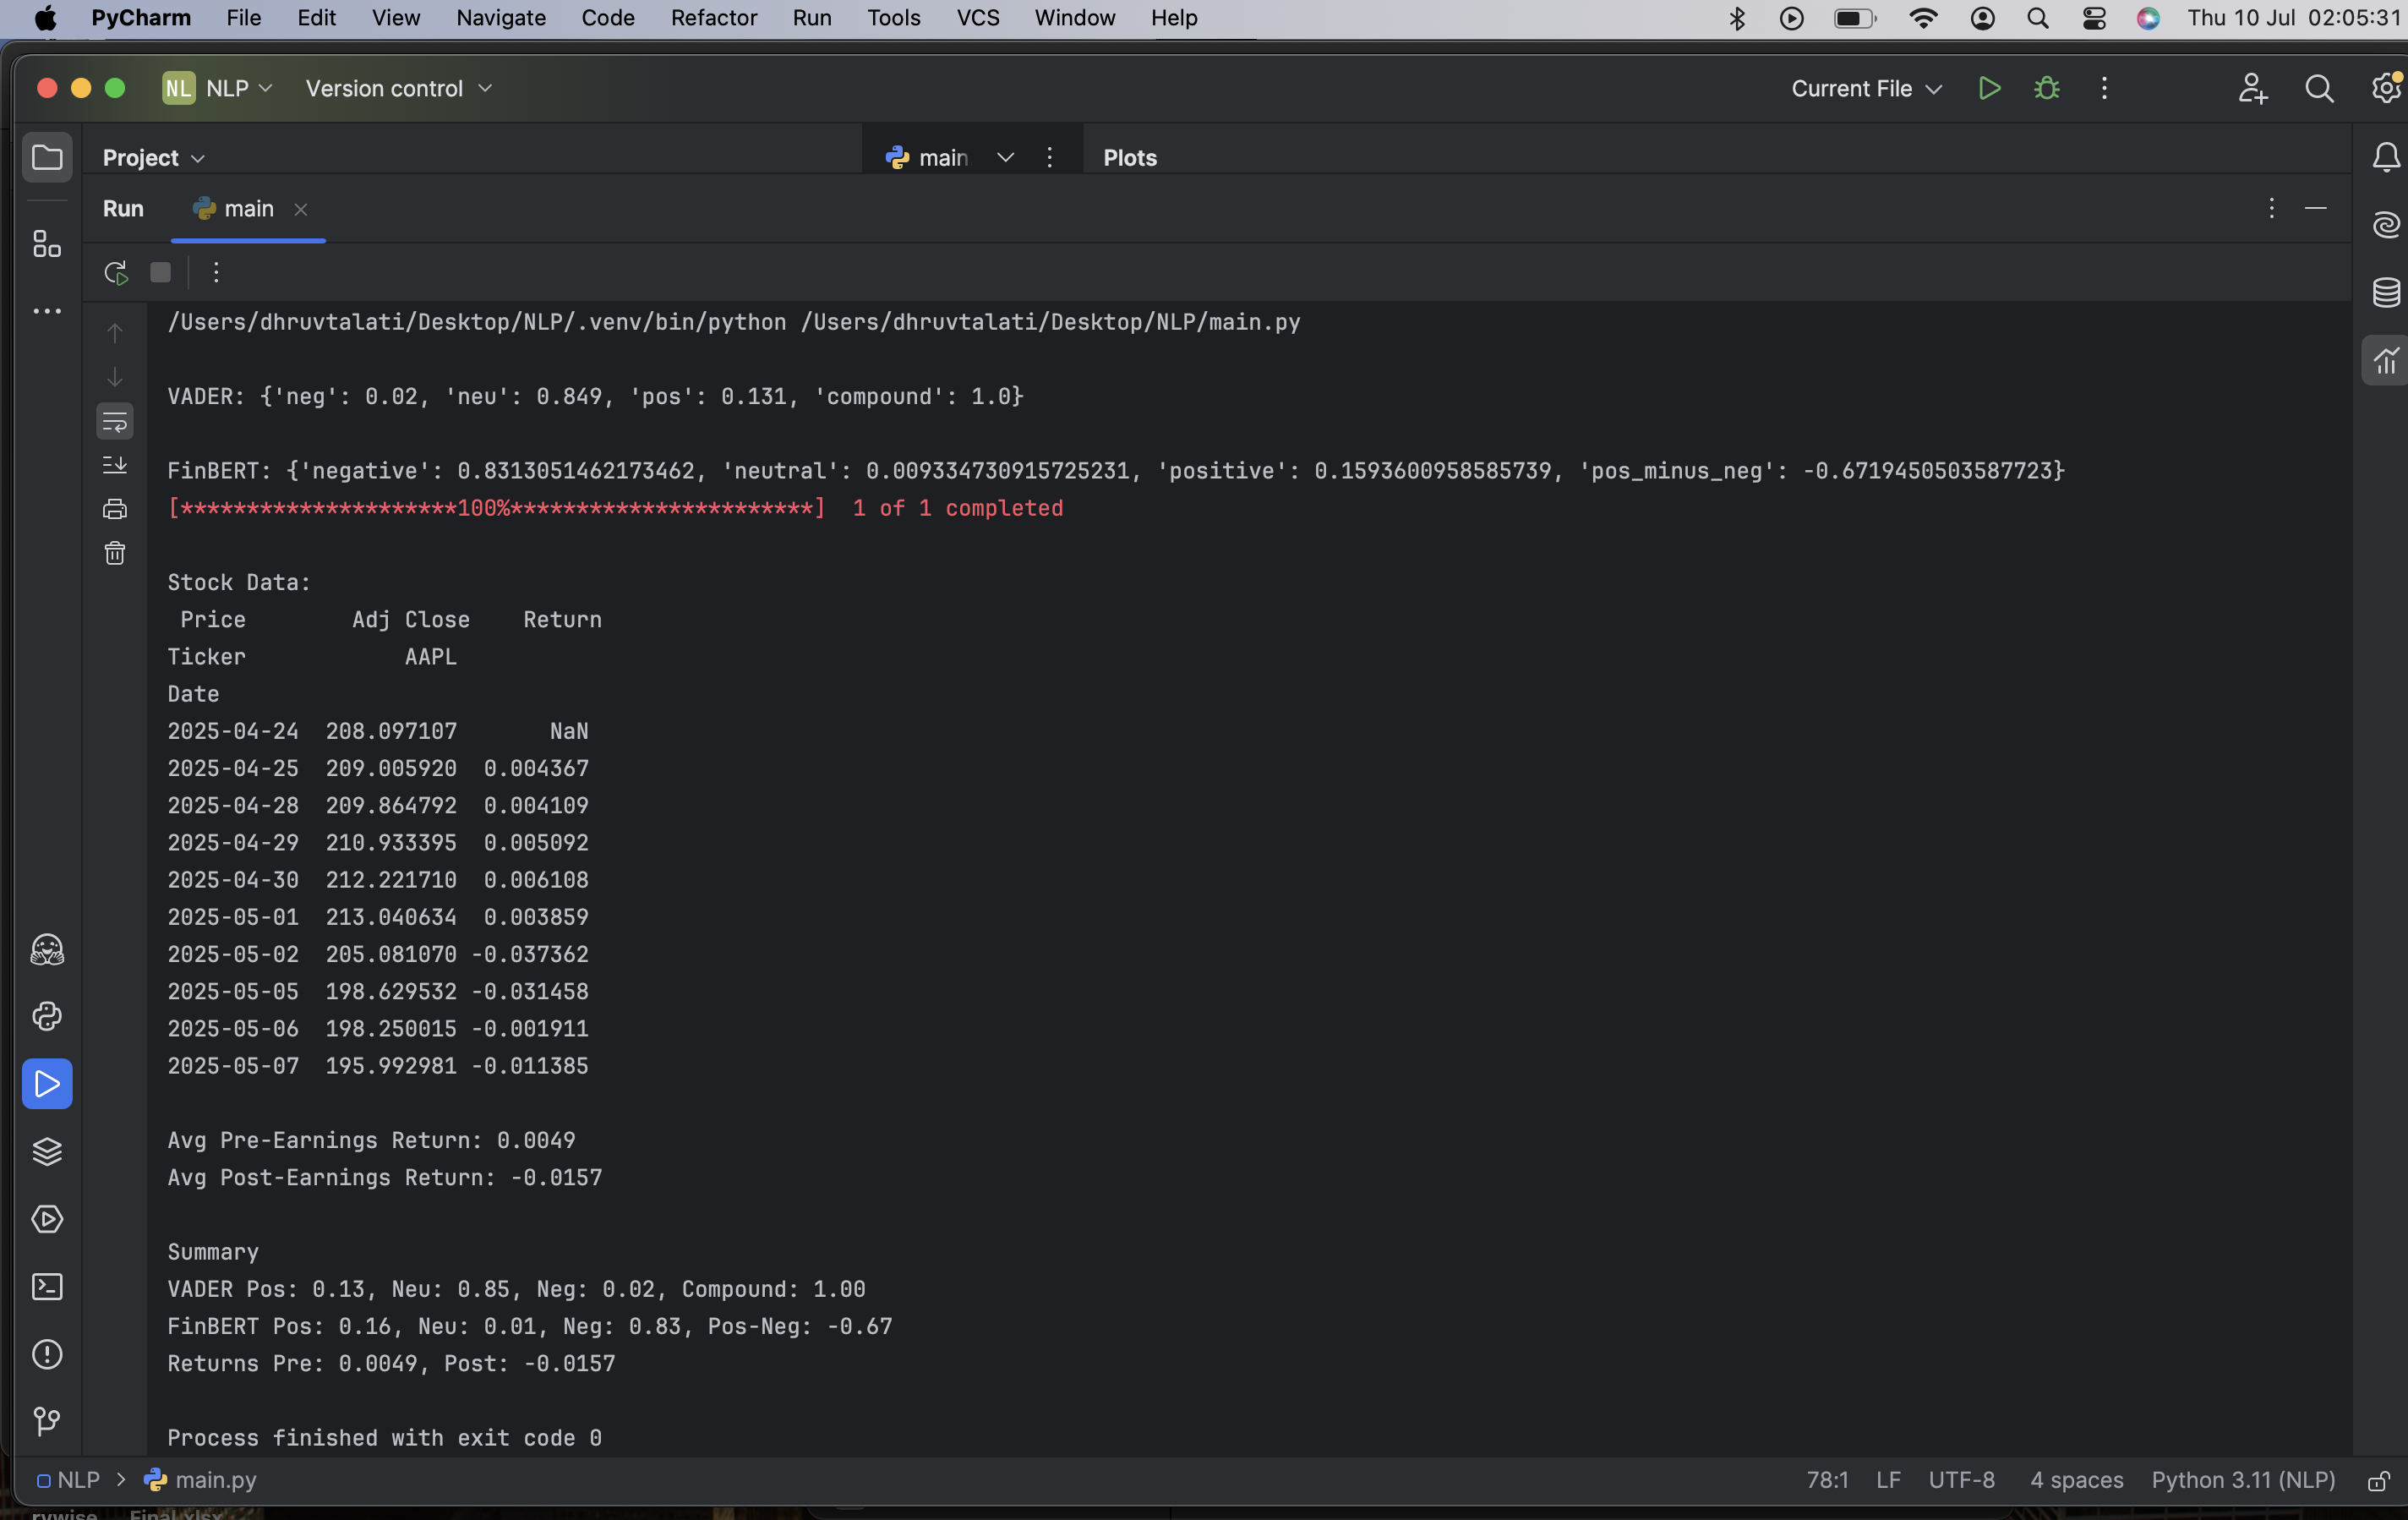 PyCharm File Edit View Navigate Code Refactor Run Tools VCS Window Help Thu 10 Jul 02:05:31
NL NLP Version control Current File
Project main Plots
Run main
/Users/dhruvtalati/Desktop/NLP/.venv/bin/python /Users/dhruvtalati/Desktop/NLP/main.py
VADER: {'neg': 0.02, 'neu': 0.849, 'pos': 0.131, 'compound': 1.0}
FinBERT: {'negative': 0.8313051462173462, 'neutral': 0.009334730915725231, 'positive': 0.1593600958585739, 'pos_minus_neg': -0.6719450503587723}
[*********************100%***********************]  1 of 1 completed
Stock Data:
Price Adj Close Return
Ticker AAPL
Date
2025-04-24 208.097107 NaN
2025-04-25 209.005920 0.004367
2025-04-28 209.864792 0.004109
2025-04-29 210.933395 0.005092
2025-04-30 212.221710 0.006108
2025-05-01 213.040634 0.003859
2025-05-02 205.081070 -0.037362
2025-05-05 198.629532 -0.031458
2025-05-06 198.250015 -0.001911
2025-05-07 195.992981 -0.011385
Avg Pre-Earnings Return: 0.0049
Avg Post-Earnings Return: -0.0157
Summary
VADER Pos: 0.13, Neu: 0.85, Neg: 0.02, Compound: 1.00
FinBERT Pos: 0.16, Neu: 0.01, Neg: 0.83, Pos-Neg: -0.67
Returns Pre: 0.0049, Post: -0.0157
Process finished with exit code 0
NLP > main.py 78:1 LF UTF-8 4 spaces Python 3.11 (NLP)